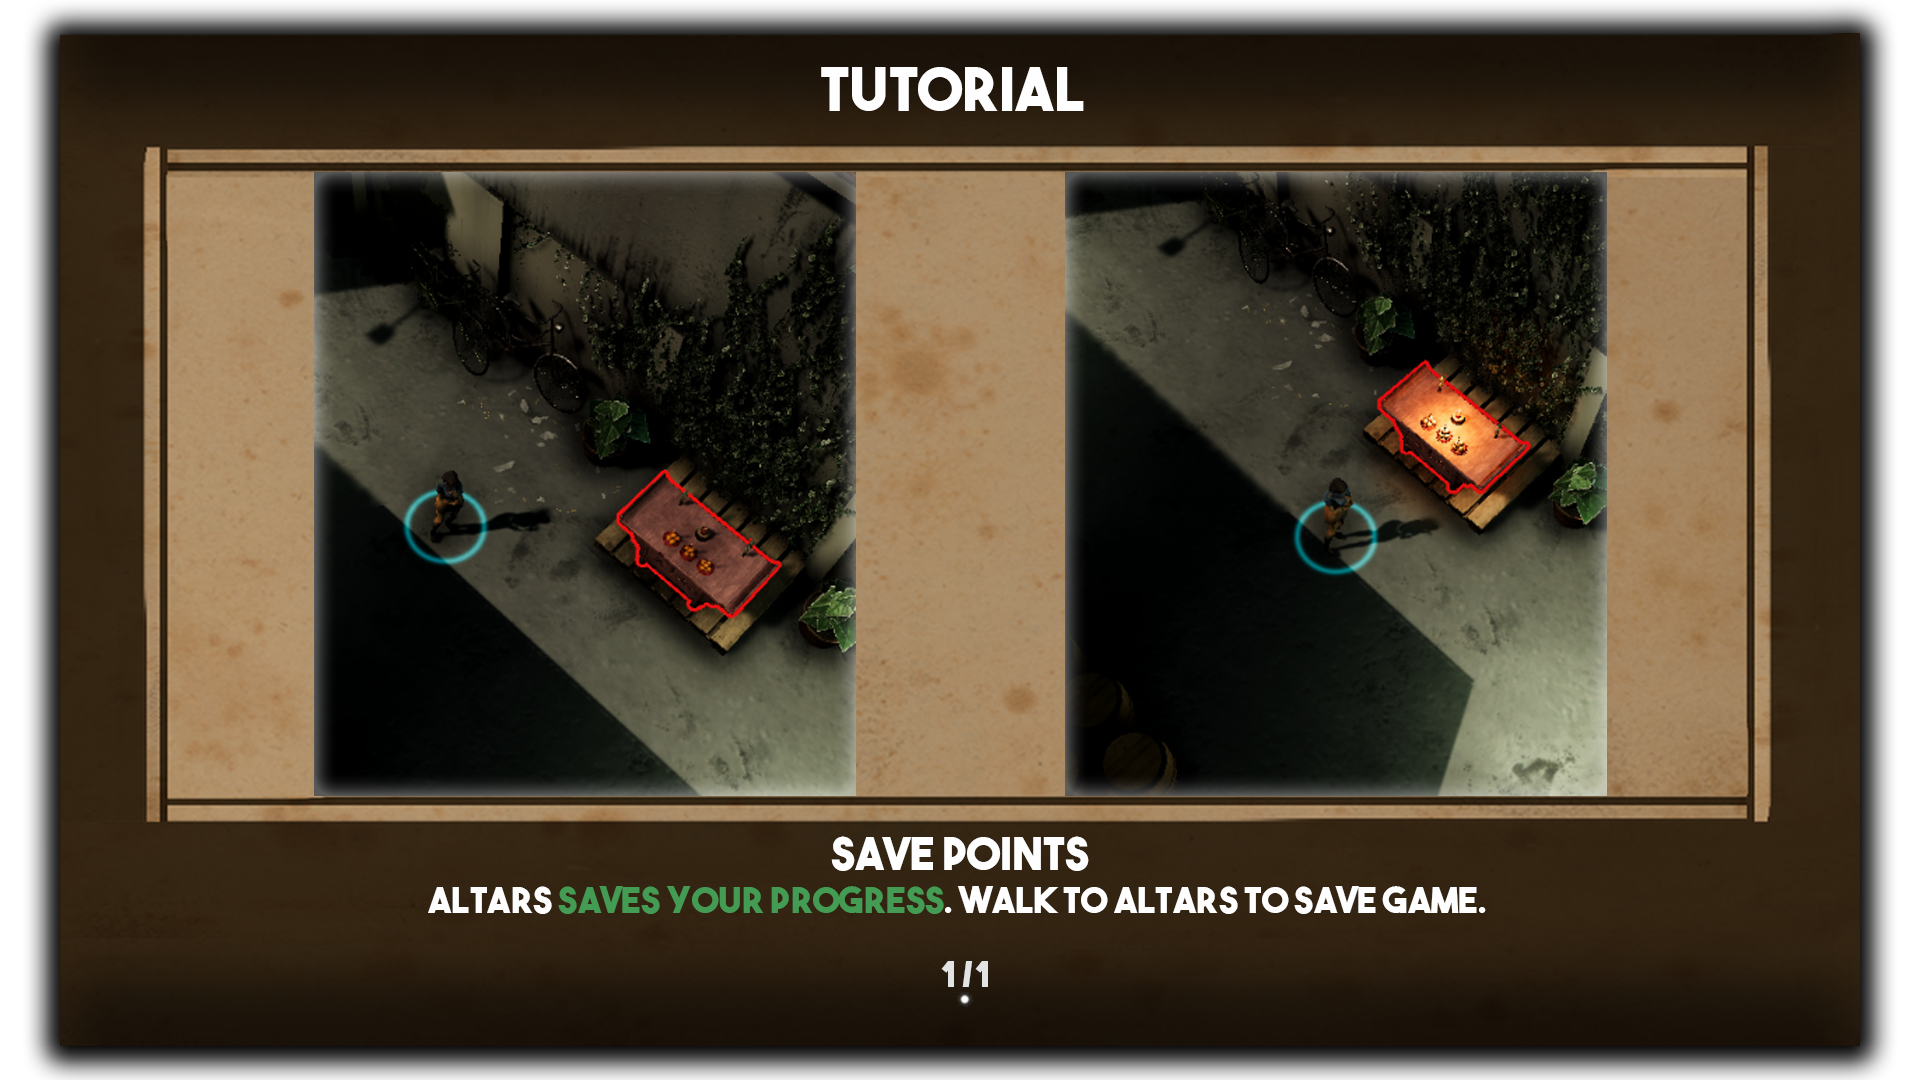 TUTORIAL
SAVE POINTS
ALTARS SAVES YOUR PROGRESS. WALK TO ALTARS TO SAVE GAME.
1/1